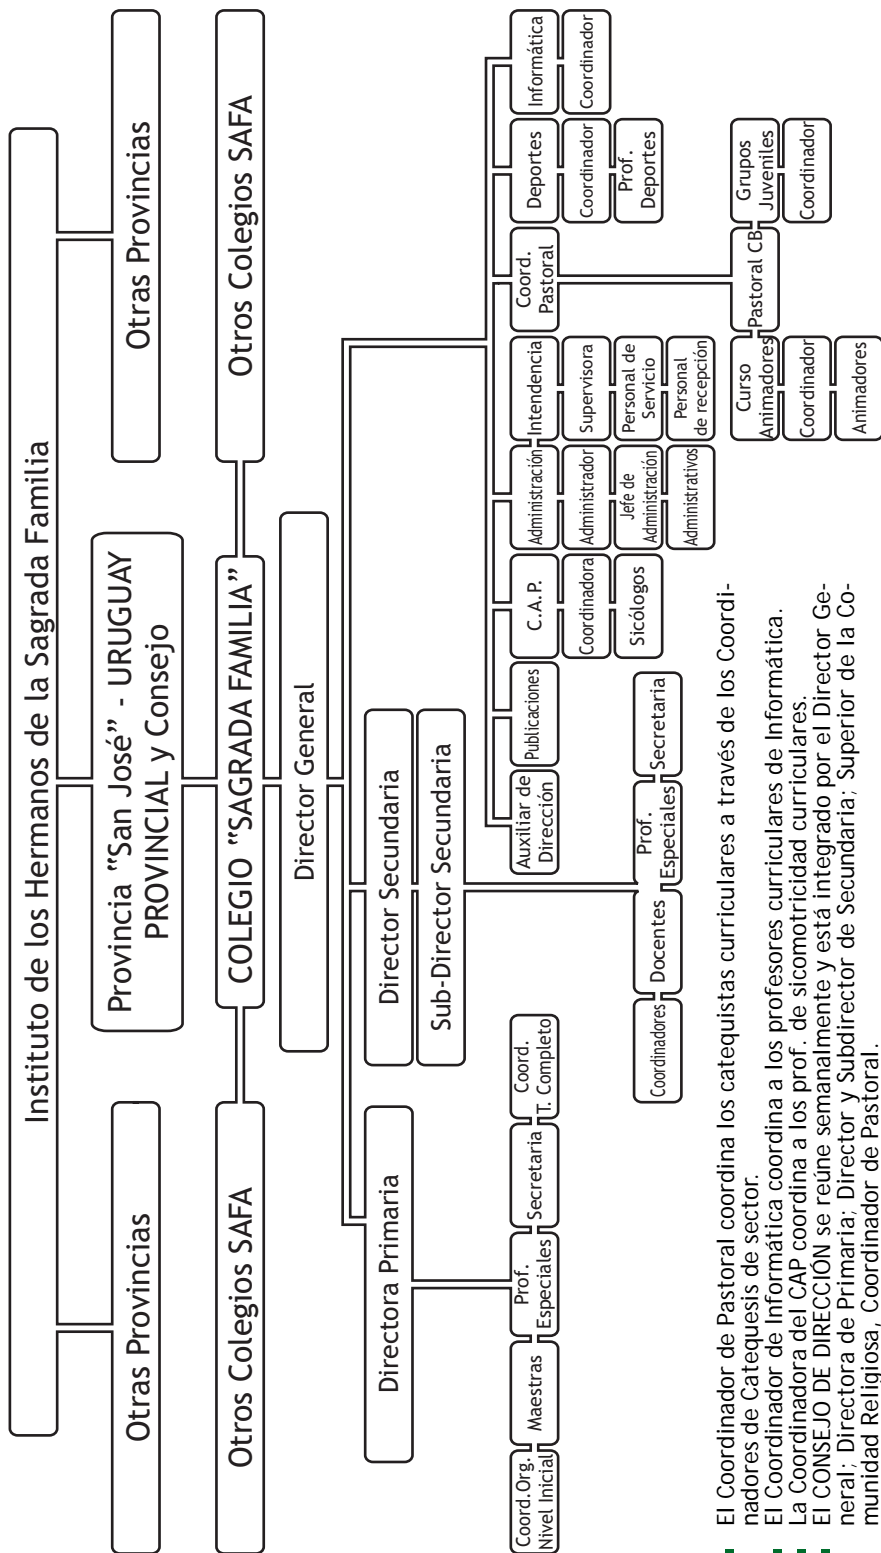 Instituto de los Hermanos de la Sagrada Familia
Otras Provincias
Provincia "San José" - URUGUAY
PROVINCIAL y Consejo
Otras Provincias
Otros Colegios SAFA
COLEGIO "SAGRADA FAMILIA"
Otros Colegios SAFA
Director General
Directora Primaria
Director Secundaria
Sub-Director Secundaria
Coord.Org.
Nivel Inicial
Maestras
Prof.
Especiales
Secretaria
Coord.
T. Completo
Coordinadores
Docentes
Prof.
Especiales
Secretaria
Auxiliar de
Dirección
Publicaciones
C.A.P.
Coordinadora
Sicólogos
Administración
Administrador
Jefe de
Administración
Administrativos
Intendencia
Supervisora
Personal de
Servicio
Personal
de recepción
Coord.
Pastoral
Deportes
Coordinador
Prof.
Deportes
Informática
Coordinador
Curso
Animadores
Coordinador
Animadores
Pastoral CB
Grupos
Juveniles
Coordinador
El Coordinador de Pastoral coordina los catequistas curriculares a través de los Coordi-
nadores de Catequesis de sector.
El Coordinador de Informática coordina a los profesores curriculares de Informática.
La Coordinadora del CAP coordina a los prof. de sicomotricidad curriculares.
El CONSEJO DE DIRECCIÓN se reúne semanalmente y está integrado por el Director Ge-
neral; Directora de Primaria; Director y Subdirector de Secundaria; Superior de la Co-
munidad Religiosa, Coordinador de Pastoral.